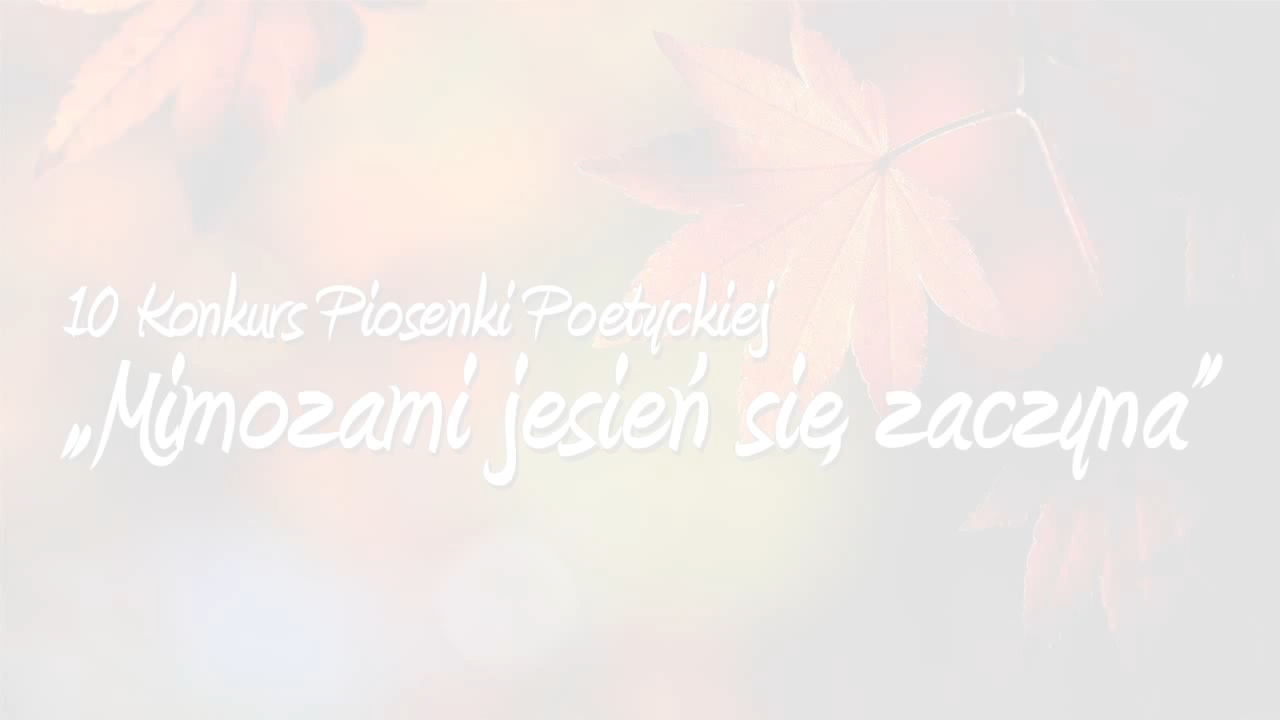 10 Konkurs Piosenki Poetyckiej
„Mimozami jesień się zaczyna”